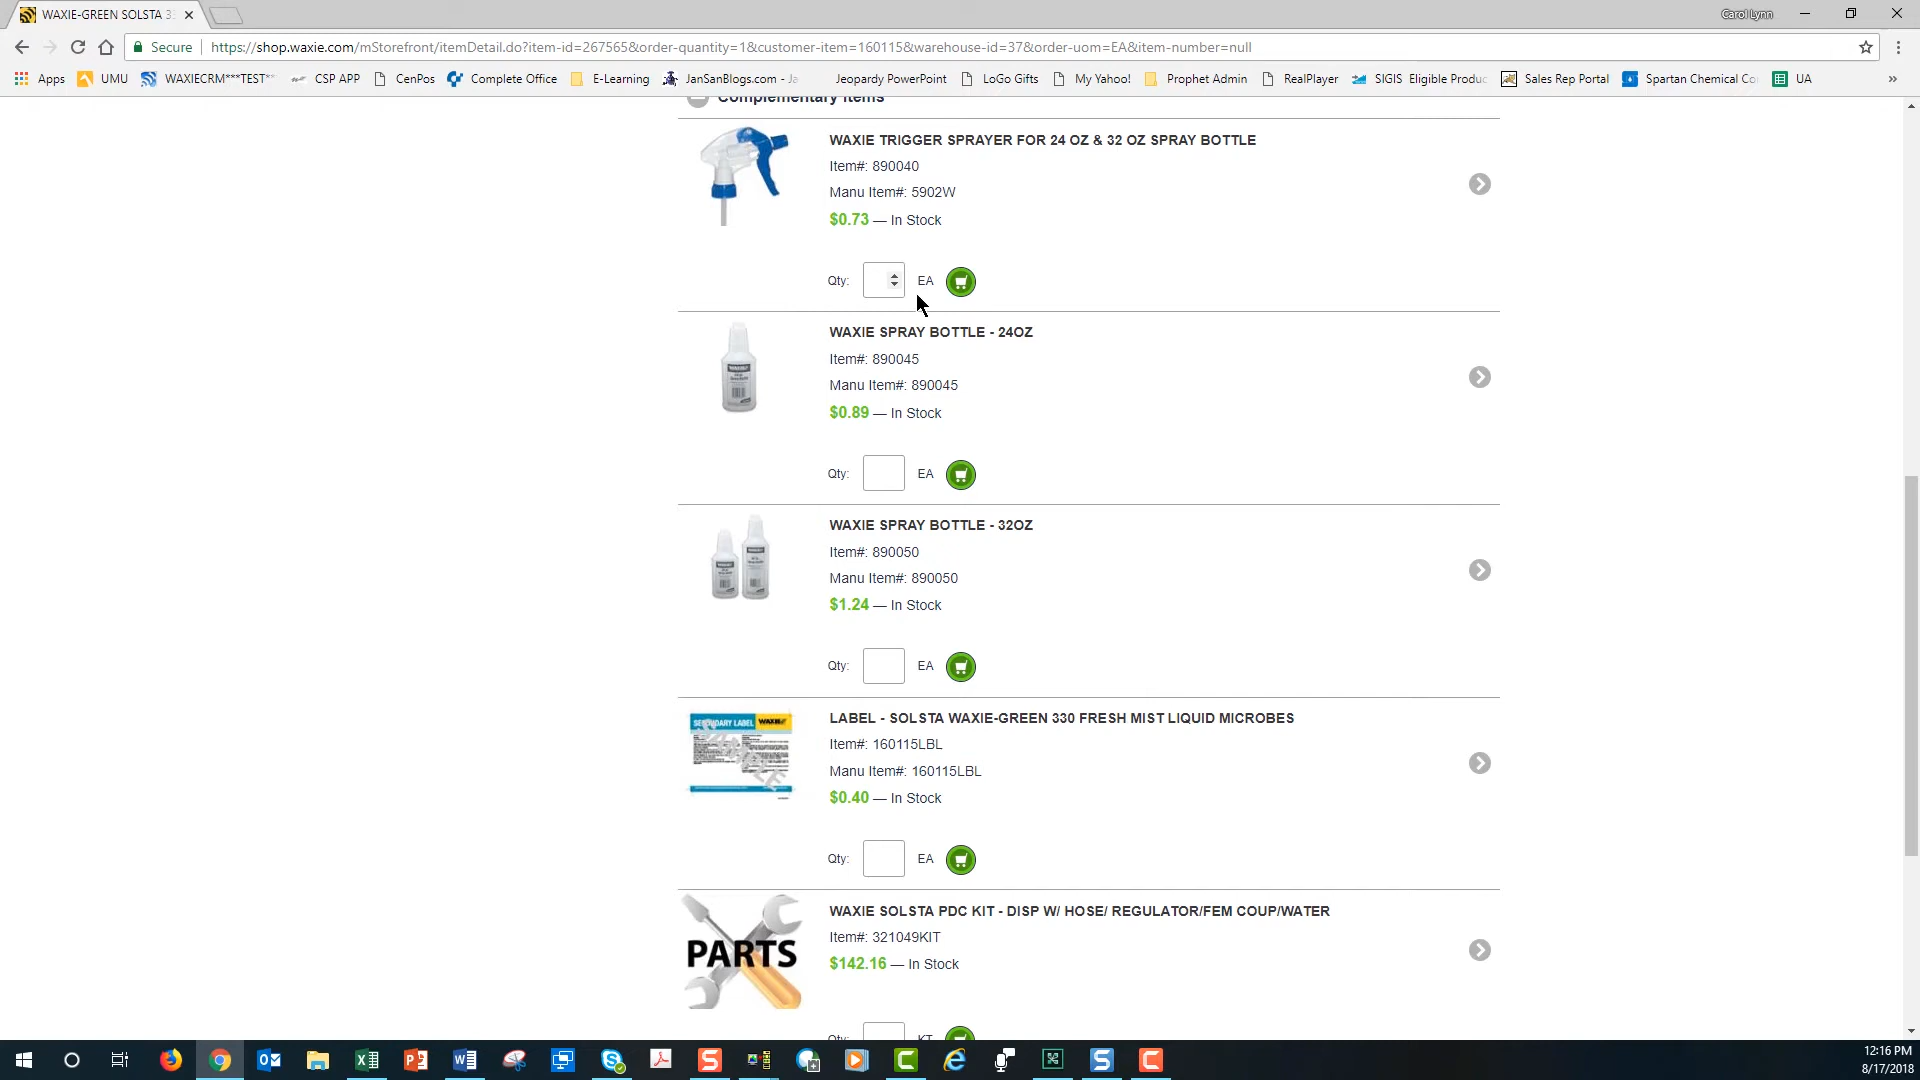 WAXIE-GREEN SOLSTA 3
Carol Lynn
Secure
https://shop.waxie.com/mStorefront/itemDetail.do?item-id=267565&order-quantity=1&customer-item=160115&warehouse-id=37&order-uom=EA&item-number=null
Apps UMU WAXIECRM***TEST** CSP APP CenPos Complete Office E-Learning JanSanBlogs.com - Ja Jeopardy PowerPoint LoGo Gifts My Yahoo! Prophet Admin RealPlayer SIGIS Eligible Produc Sales Rep Portal Spartan Chemical Co UA »
Complementary Items
WAXIE TRIGGER SPRAYER FOR 24 OZ & 32 OZ SPRAY BOTTLE
Item#: 890040
Manu Item#: 5902W
$0.73 — In Stock
Qty: EA
WAXIE SPRAY BOTTLE - 24OZ
Item#: 890045
Manu Item#: 890045
$0.89 — In Stock
Qty: EA
WAXIE SPRAY BOTTLE - 32OZ
Item#: 890050
Manu Item#: 890050
$1.24 — In Stock
Qty: EA
SECONDARY LABEL WAXIE
SAMPLE
LABEL - SOLSTA WAXIE-GREEN 330 FRESH MIST LIQUID MICROBES
Item#: 160115LBL
Manu Item#: 160115LBL
$0.40 — In Stock
Qty: EA
PARTS
WAXIE SOLSTA PDC KIT - DISP W/ HOSE/ REGULATOR/FEM COUP/WATER
Item#: 321049KIT
$142.16 — In Stock
Qty: KT
12:16 PM
8/17/2018